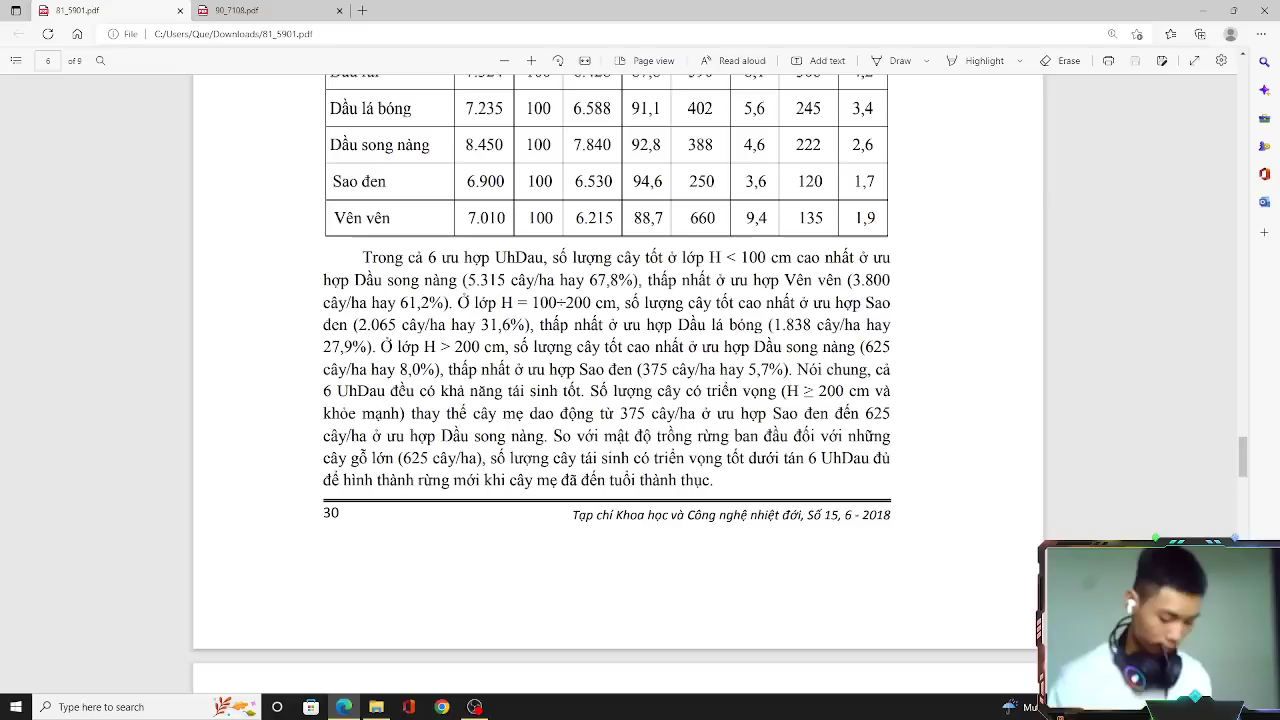 81_5901.pdf
90_7108.pdf
File
C:/Users/Que/Downloads/81_5901.pdf
6
of 9
Page view
Read aloud
Add text
Draw
Highlight
Erase
Dầu lá bóng 7.235 100 6.588 91,1 402 5,6 245 3,4
Dầu song nàng 8.450 100 7.840 92,8 388 4,6 222 2,6
Sao đen 6.900 100 6.530 94,6 250 3,6 120 1,7
Vên vên 7.010 100 6.215 88,7 660 9,4 135 1,9
Trong cả 6 ưu hợp UhDau, số lượng cây tốt ở lớp H < 100 cm cao nhất ở ưu
hợp Dầu song nàng (5.315 cây/ha hay 67,8%), thấp nhất ở ưu hợp Vên vên (3.800
cây/ha hay 61,2%). Ở lớp H = 100÷200 cm, số lượng cây tốt cao nhất ở ưu hợp Sao
đen (2.065 cây/ha hay 31,6%), thấp nhất ở ưu hợp Dầu lá bóng (1.838 cây/ha hay
27,9%). Ở lớp H > 200 cm, số lượng cây tốt cao nhất ở ưu hợp Dầu song nàng (625
cây/ha hay 8,0%), thấp nhất ở ưu hợp Sao đen (375 cây/ha hay 5,7%). Nói chung, cả
6 UhDau đều có khả năng tái sinh tốt. Số lượng cây có triển vọng (H ≥ 200 cm và
khỏe mạnh) thay thế cây mẹ dao động từ 375 cây/ha ở ưu hợp Sao đen đến 625
cây/ha ở ưu hợp Dầu song nàng. So với mật độ trồng rừng ban đầu đối với những
cây gỗ lớn (625 cây/ha), số lượng cây tái sinh có triển vọng tốt dưới tán 6 UhDau đủ
để hình thành rừng mới khi cây mẹ đã đến tuổi thành thục.
30
Tạp chí Khoa học và Công nghệ nhiệt đới, Số 15, 6 - 2018
Type here to search